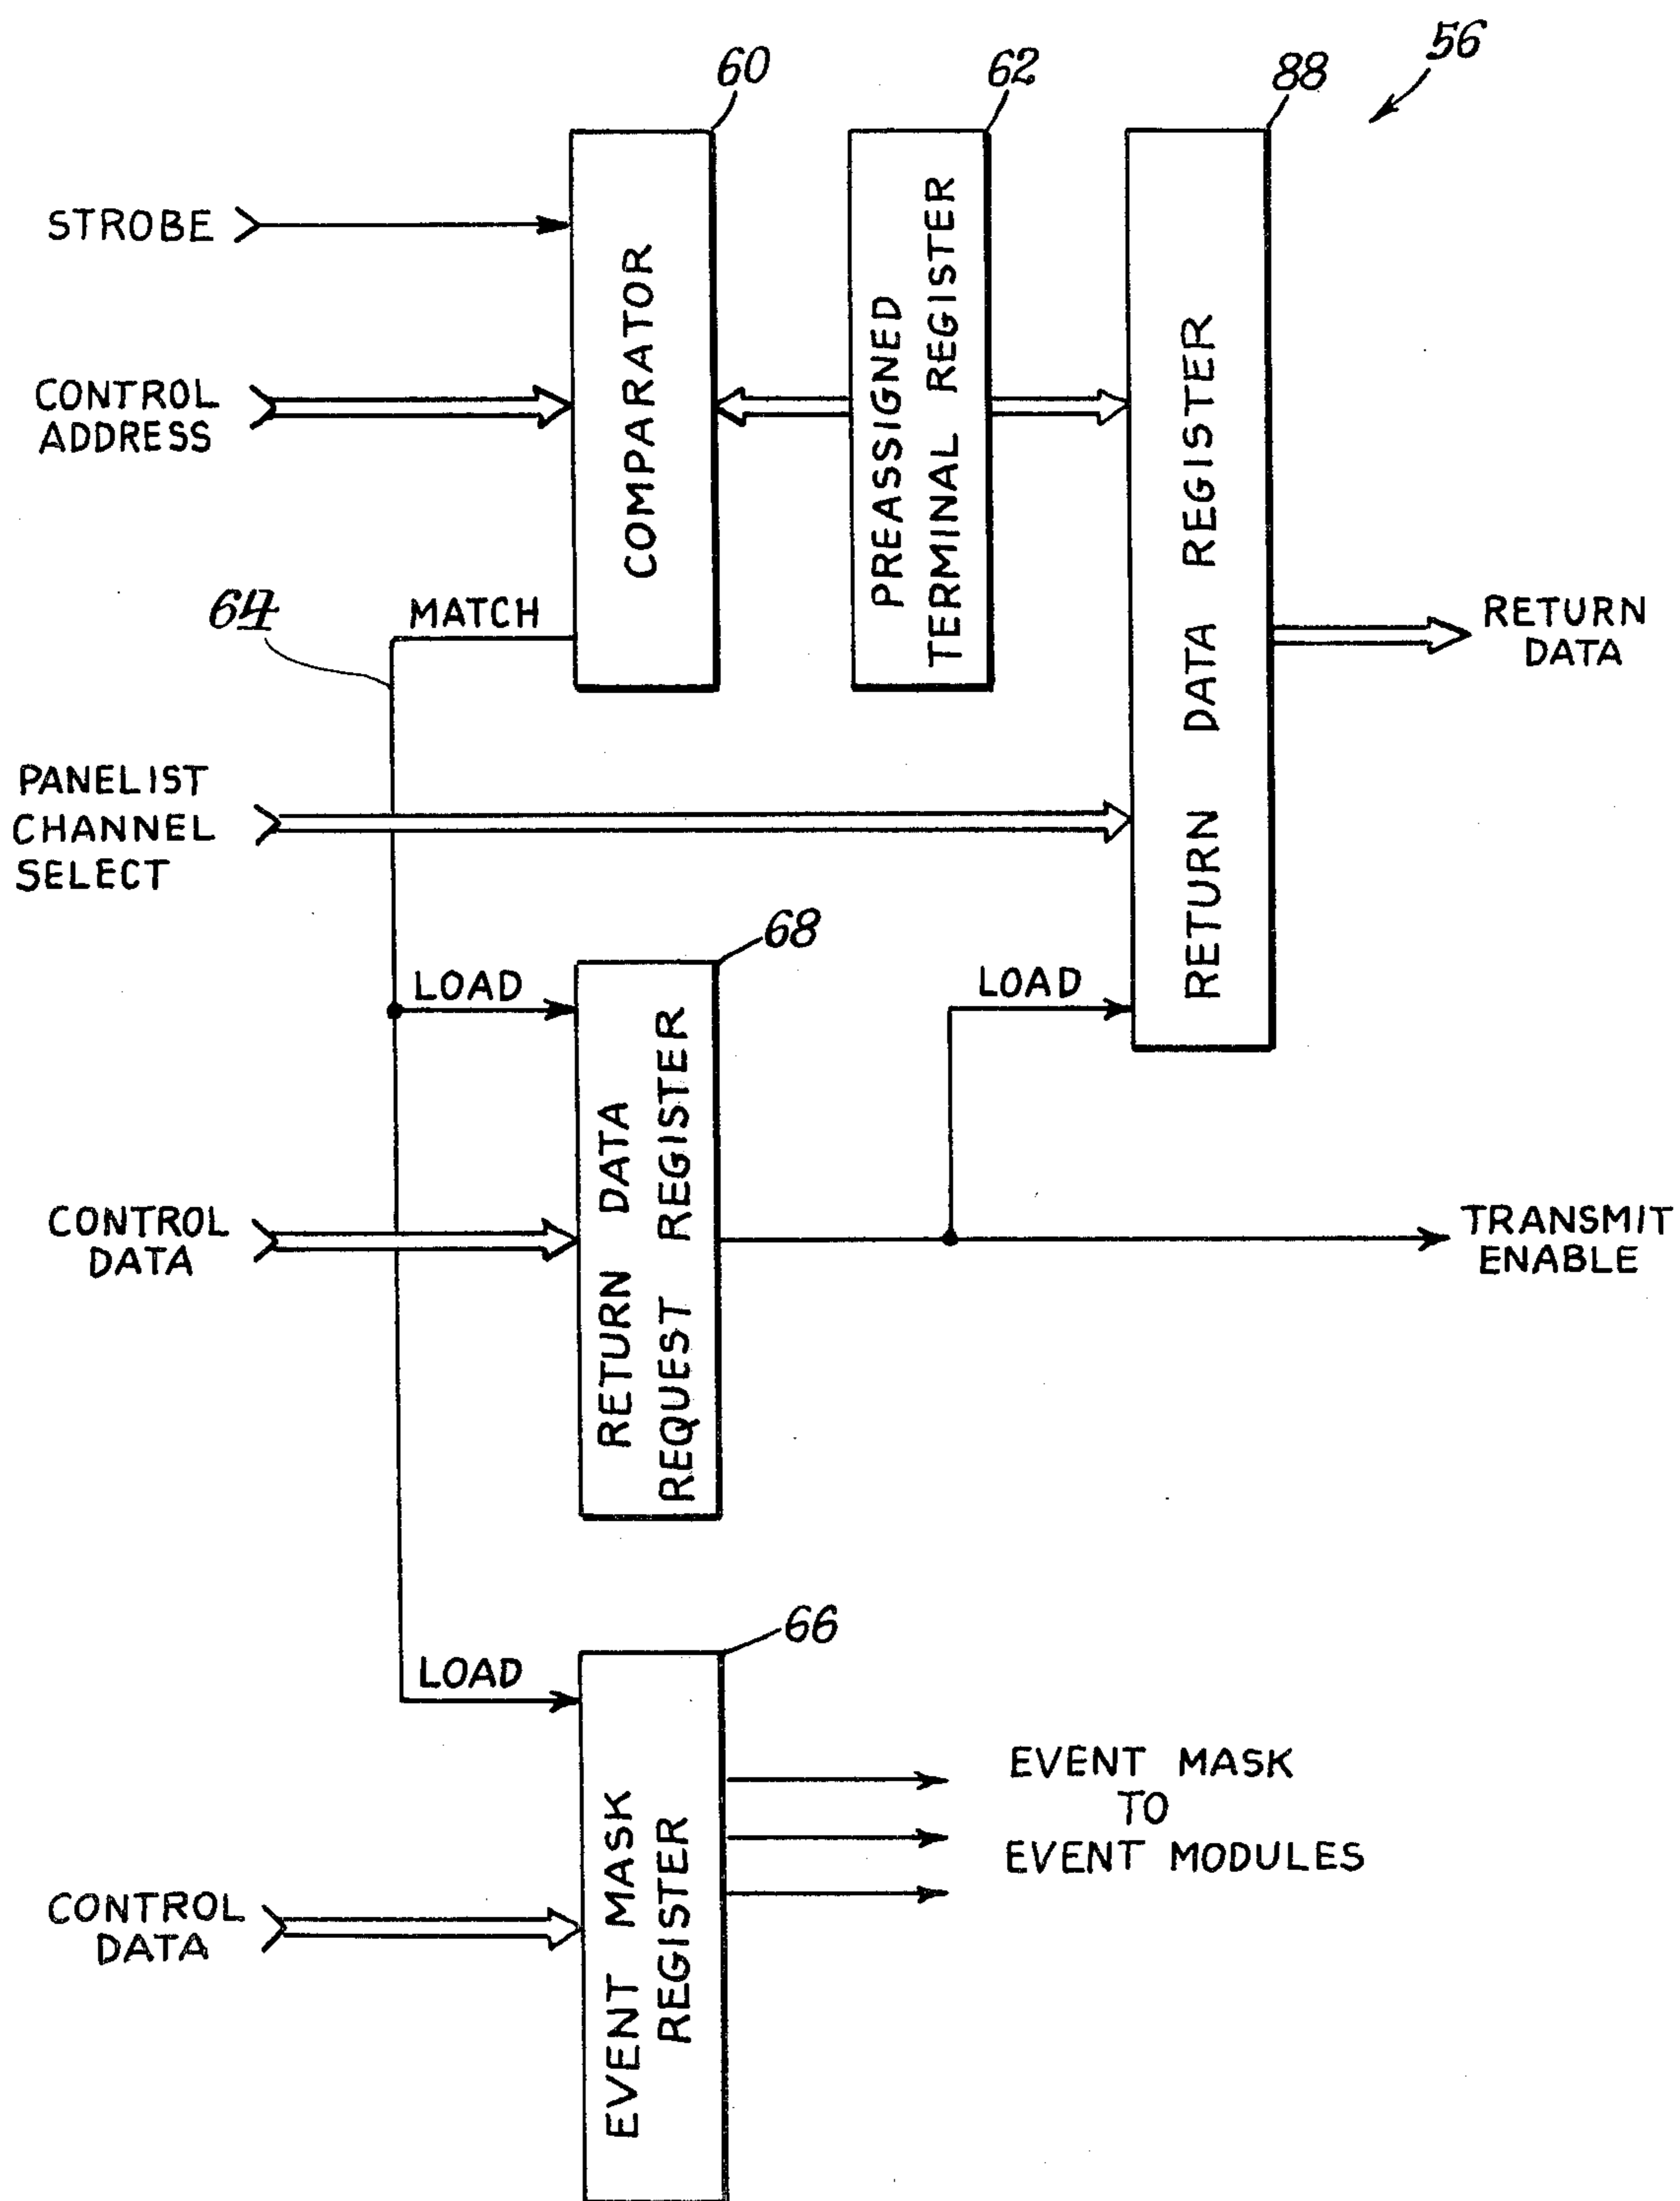 56
60
62
88
STROBE
COMPARATOR
PREASSIGNED
TERMINAL REGISTER
RETURN DATA REGISTER
CONTROL
ADDRESS
64
MATCH
RETURN
DATA
PANELIST
CHANNEL
SELECT
68
LOAD
LOAD
RETURN DATA
REQUEST REGISTER
CONTROL
DATA
TRANSMIT
ENABLE
66
LOAD
EVENT MASK
REGISTER
EVENT MASK
TO
EVENT MODULES
CONTROL
DATA